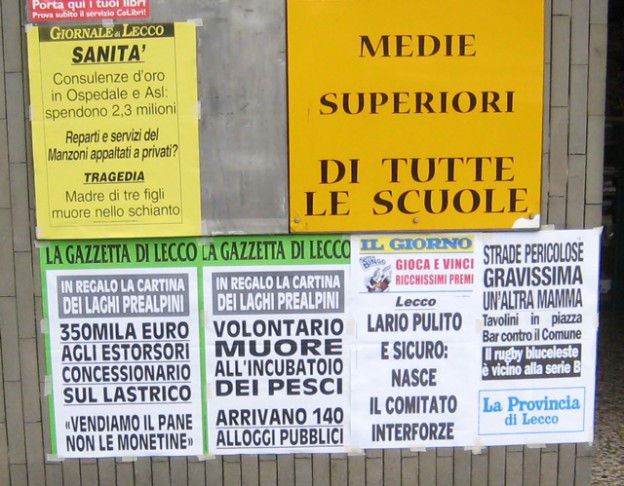 Porta qui i tuoi libri
Prova subito il servizio CoLibrì!
GIORNALE di LECCO
SANITA'
Consulenze d'oro
in Ospedale e Asl:
spendono 2,3 milioni
Reparti e servizi del
Manzoni appaltati a privati?
TRAGEDIA
Madre di tre figli
muore nello schianto
MEDIE
SUPERIORI
DI TUTTE
LE SCUOLE
LA GAZZETTA DI LECCO
IN REGALO LA CARTINA
DEI LAGHI PREALPINI
350MILA EURO
AGLI ESTORSORI
CONCESSIONARIO
SUL LASTRICO
«VENDIAMO IL PANE
NON LE MONETINE»
LA GAZZETTA DI LECCO
IN REGALO LA CARTINA
DEI LAGHI PREALPINI
VOLONTARIO
MUORE
ALL'INCUBATOIO
DEI PESCI
ARRIVANO 140
ALLOGGI PUBBLICI
IL GIORNO
GIOCA E VINCI
RICCHISSIMI PREMI
Lecco
LARIO PULITO
E SICURO:
NASCE
IL COMITATO
INTERFORZE
STRADE PERICOLOSE
GRAVISSIMA
UN'ALTRA MAMMA
Tavolini in piazza
Bar contro il Comune
Il rugby bluceleste
è vicino alla serie B
La Provincia
di Lecco